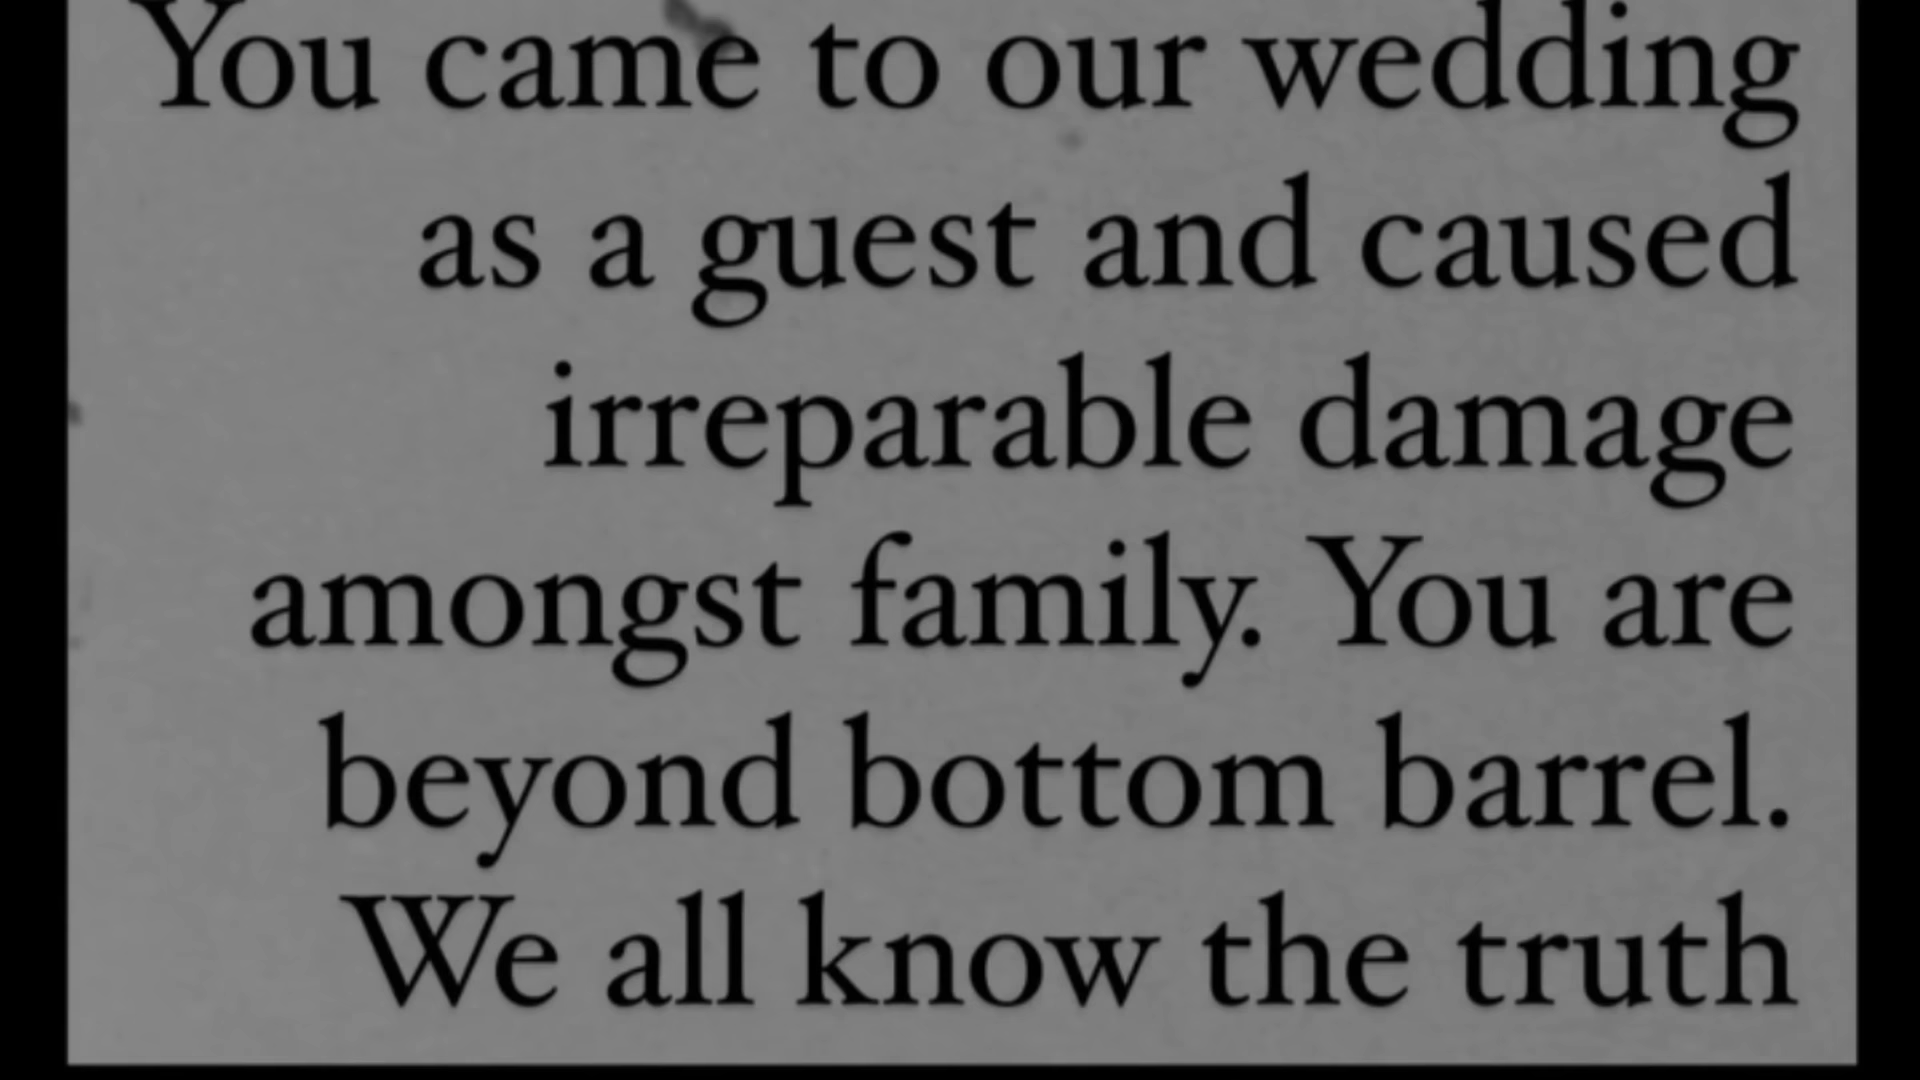 You came to our wedding
as a guest and caused
irreparable damage
amongst family. You are
beyond bottom barrel.
We all know the truth